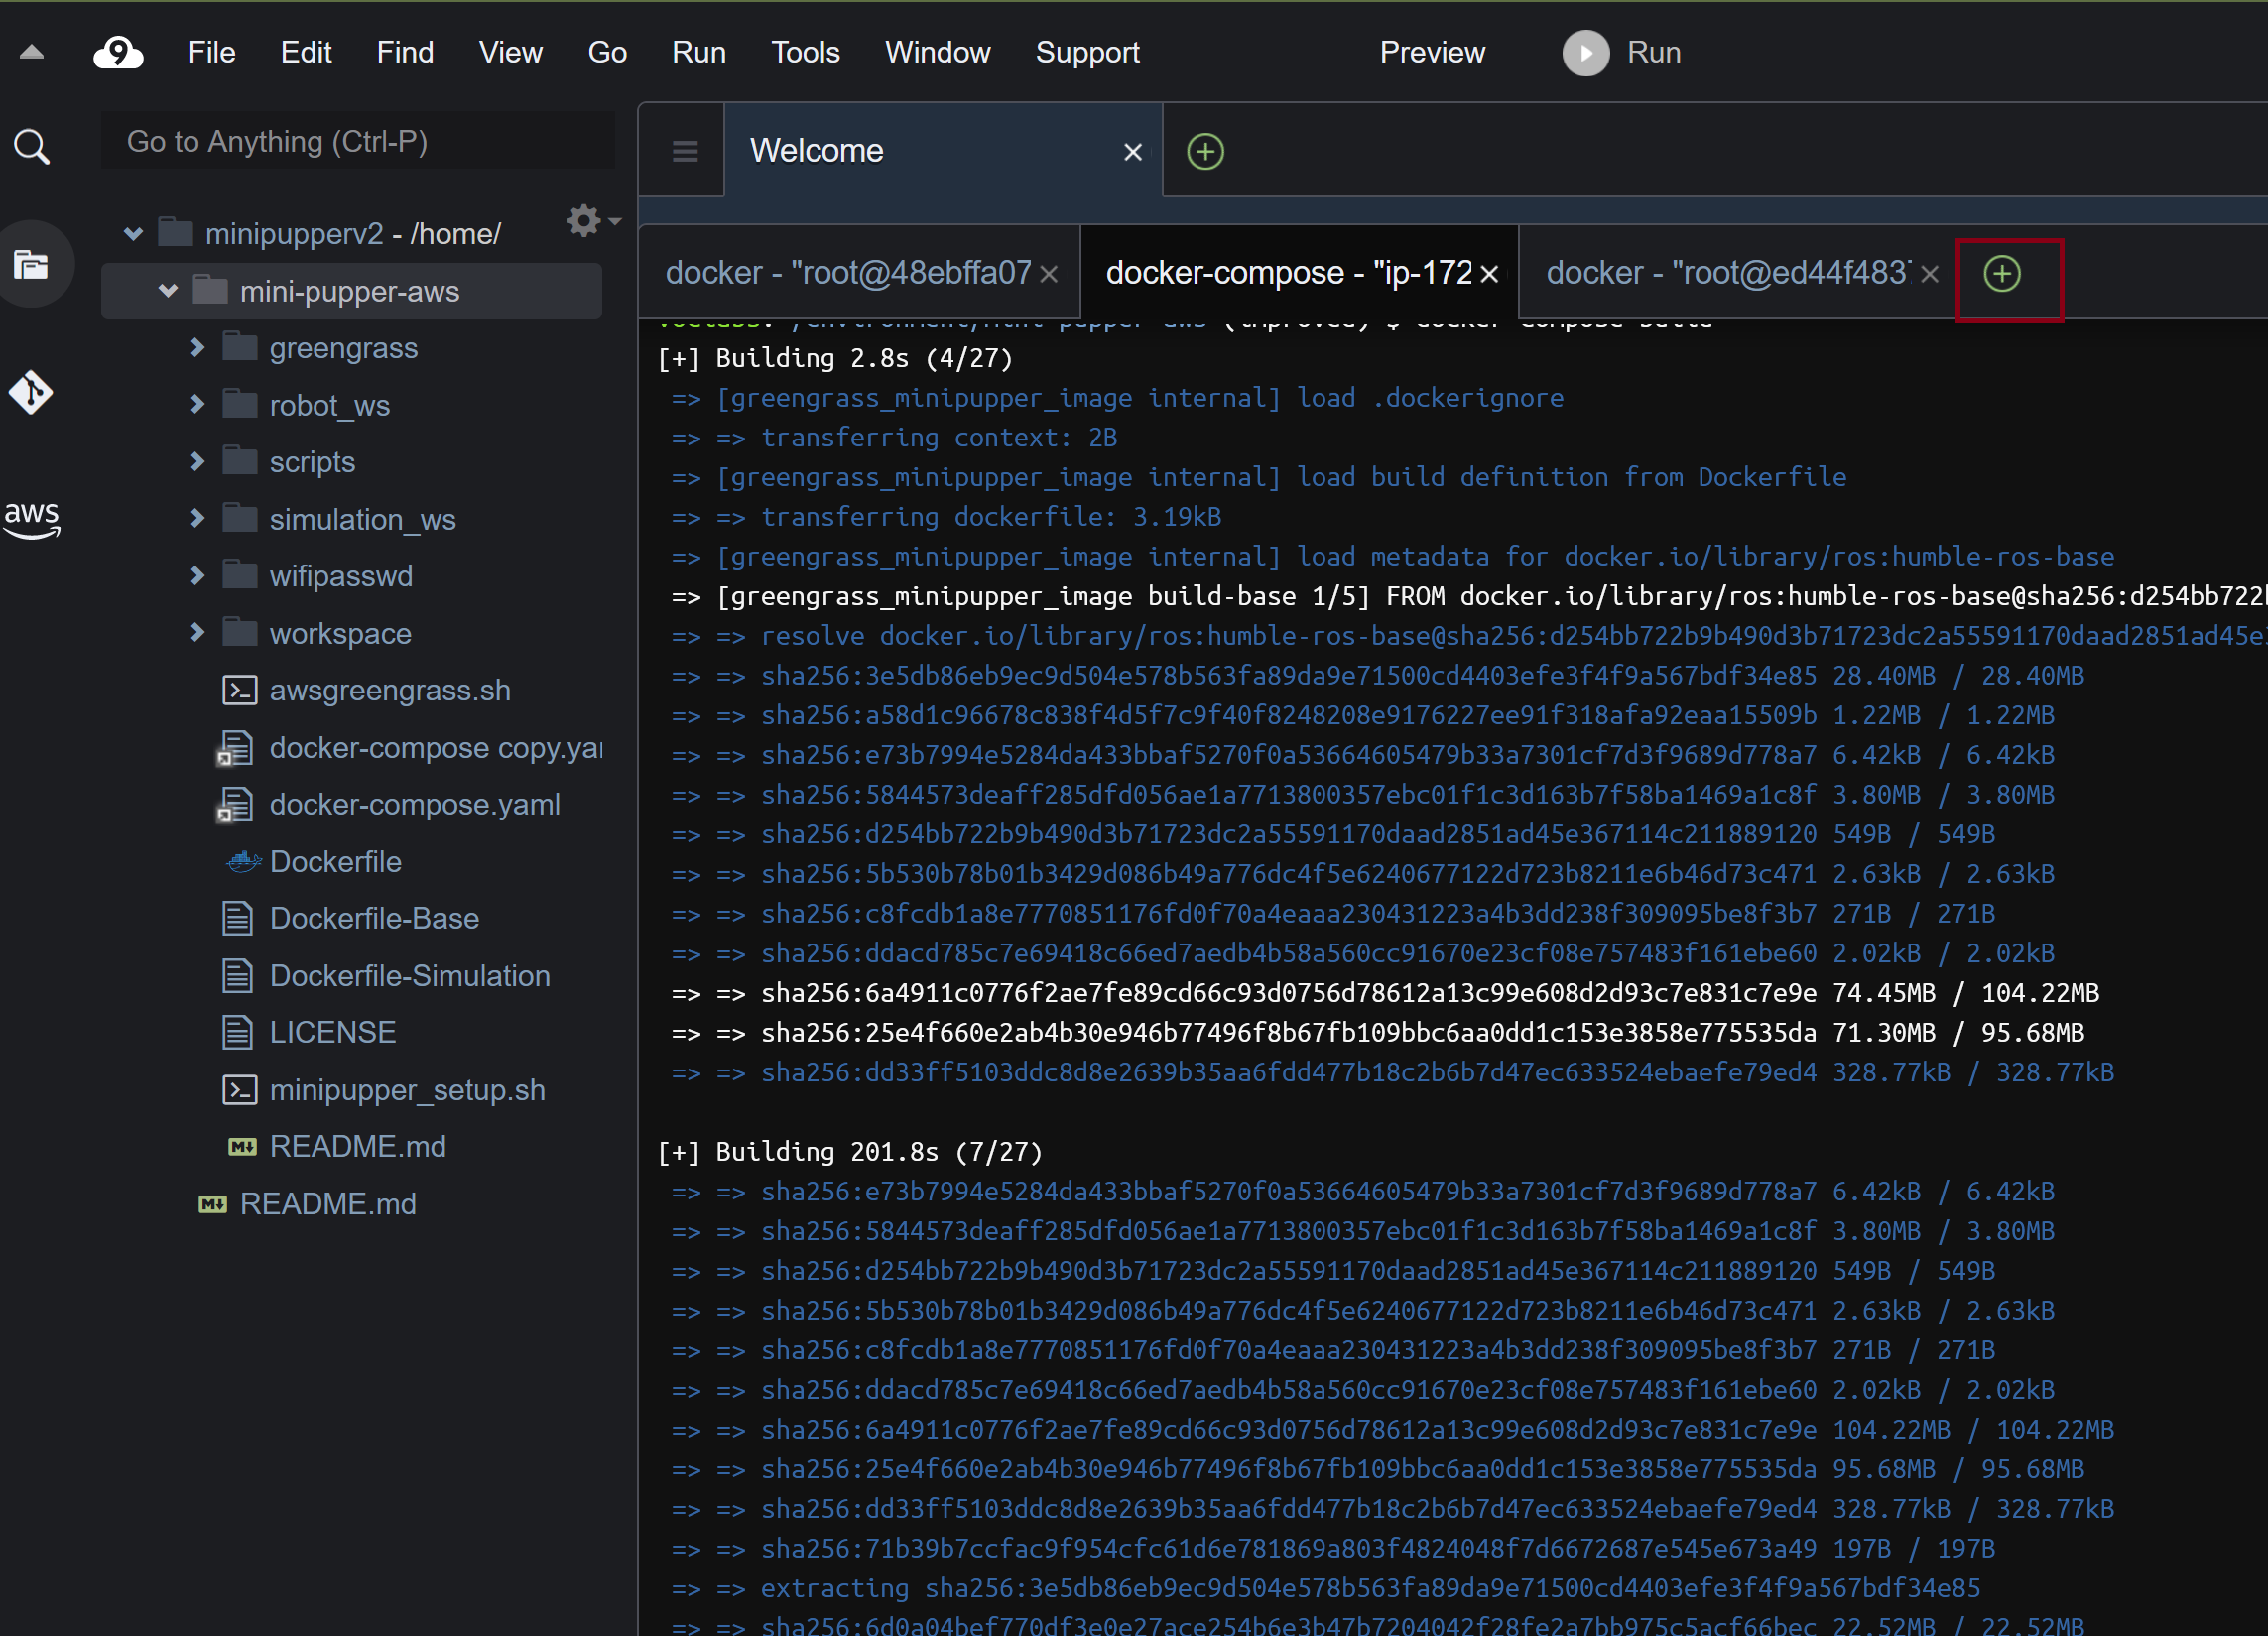 File Edit Find View Go Run Tools Window Support Preview Run
Go to Anything (Ctrl-P)
Welcome
minipupperv2 - /home/
mini-pupper-aws
greengrass
robot_ws
scripts
simulation_ws
wifipasswd
workspace
awsgreengrass.sh
docker-compose copy.ya
docker-compose.yaml
Dockerfile
Dockerfile-Base
Dockerfile-Simulation
LICENSE
minipupper_setup.sh
README.md
README.md
aws
docker - "root@48ebffa07
docker-compose - "ip-172
docker - "root@ed44f483
[+] Building 2.8s (4/27)
=> [greengrass_minipupper_image internal] load .dockerignore
=> => transferring context: 2B
=> [greengrass_minipupper_image internal] load build definition from Dockerfile
=> => transferring dockerfile: 3.19kB
=> [greengrass_minipupper_image internal] load metadata for docker.io/library/ros:humble-ros-base
=> [greengrass_minipupper_image build-base 1/5] FROM docker.io/library/ros:humble-ros-base@sha256:d254bb722
=> => resolve docker.io/library/ros:humble-ros-base@sha256:d254bb722b9b490d3b71723dc2a55591170daad2851ad45e
=> => sha256:3e5db86eb9ec9d504e578b563fa89da9e71500cd4403efe3f4f9a567bdf34e85 28.40MB / 28.40MB
=> => sha256:a58d1c96678c838f4d5f7c9f40f8248208e9176227ee91f318afa92eaa15509b 1.22MB / 1.22MB
=> => sha256:e73b7994e5284da433bbaf5270f0a53664605479b33a7301cf7d3f9689d778a7 6.42kB / 6.42kB
=> => sha256:5844573deaff285dfd056ae1a7713800357ebc01f1c3d163b7f58ba1469a1c8f 3.80MB / 3.80MB
=> => sha256:d254bb722b9b490d3b71723dc2a55591170daad2851ad45e367114c211889120 549B / 549B
=> => sha256:5b530b78b01b3429d086b49a776dc4f5e6240677122d723b8211e6b46d73c471 2.63kB / 2.63kB
=> => sha256:c8fcdb1a8e7770851176fd0f70a4eaaa230431223a4b3dd238f309095be8f3b7 271B / 271B
=> => sha256:ddacd785c7e69418c66ed7aedb4b58a560cc91670e23cf08e757483f161ebe60 2.02kB / 2.02kB
=> => sha256:6a4911c0776f2ae7fe89cd66c93d0756d78612a13c99e608d2d93c7e831c7e9e 74.45MB / 104.22MB
=> => sha256:25e4f660e2ab4b30e946b77496f8b67fb109bbc6aa0dd1c153e3858e775535da 71.30MB / 95.68MB
=> => sha256:dd33ff5103ddc8d8e2639b35aa6fdd477b18c2b6b7d47ec633524ebaefe79ed4 328.77kB / 328.77kB
[+] Building 201.8s (7/27)
=> => sha256:e73b7994e5284da433bbaf5270f0a53664605479b33a7301cf7d3f9689d778a7 6.42kB / 6.42kB
=> => sha256:5844573deaff285dfd056ae1a7713800357ebc01f1c3d163b7f58ba1469a1c8f 3.80MB / 3.80MB
=> => sha256:d254bb722b9b490d3b71723dc2a55591170daad2851ad45e367114c211889120 549B / 549B
=> => sha256:5b530b78b01b3429d086b49a776dc4f5e6240677122d723b8211e6b46d73c471 2.63kB / 2.63kB
=> => sha256:c8fcdb1a8e7770851176fd0f70a4eaaa230431223a4b3dd238f309095be8f3b7 271B / 271B
=> => sha256:ddacd785c7e69418c66ed7aedb4b58a560cc91670e23cf08e757483f161ebe60 2.02kB / 2.02kB
=> => sha256:6a4911c0776f2ae7fe89cd66c93d0756d78612a13c99e608d2d93c7e831c7e9e 104.22MB / 104.22MB
=> => sha256:25e4f660e2ab4b30e946b77496f8b67fb109bbc6aa0dd1c153e3858e775535da 95.68MB / 95.68MB
=> => sha256:dd33ff5103ddc8d8e2639b35aa6fdd477b18c2b6b7d47ec633524ebaefe79ed4 328.77kB / 328.77kB
=> => sha256:71b39b7ccfac9f954cfc61d6e781869a803f4824048f7d6672687e545e673a49 197B / 197B
=> => extracting sha256:3e5db86eb9ec9d504e578b563fa89da9e71500cd4403efe3f4f9a567bdf34e85
=> => sha256:6d0a04bef770df3e0e27ace254b6e3b47b7204042f28fe2a7bb975c5acf66bec 22.52MB / 22.52MB